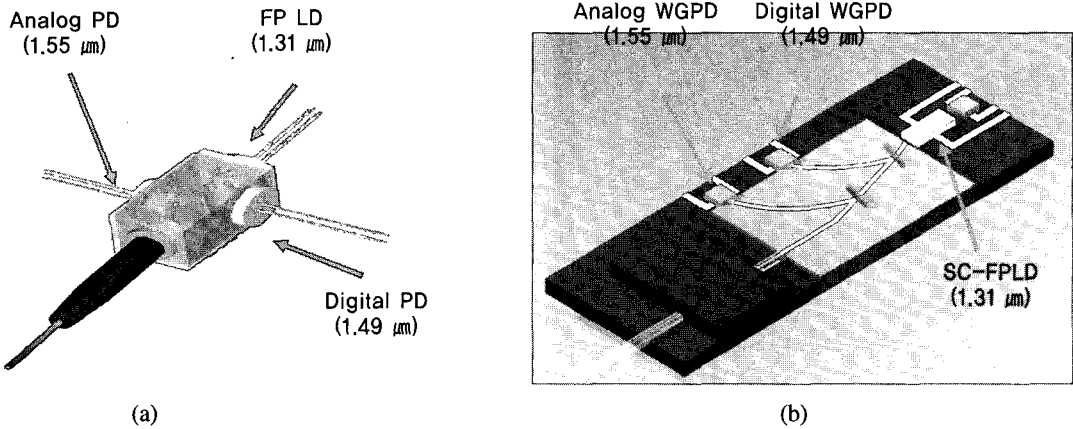 Analog PD
(1.55 ㎛)
FP LD
(1.31 ㎛)
Digital PD
(1.49 ㎛)
(a)
Analog WGPD
(1.55 ㎛)
Digital WGPD
(1.49 ㎛)
SC-FPLD
(1.31 ㎛)
(b)